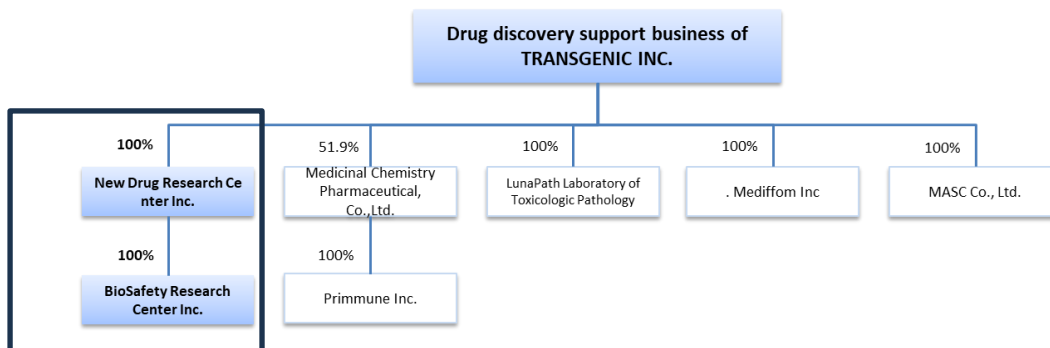 Drug discovery support business of
TRANSGENIC INC.
100%
51.9%
100%
100%
100%
New Drug Research Ce
nter Inc.
Medicinal Chemistry
Pharmaceutical,
Co.,Ltd.
LunaPath Laboratory of
Toxicologic Pathology
. Mediffom Inc
MASC Co., Ltd.
100%
100%
BioSafety Research
Center Inc.
Primmune Inc.